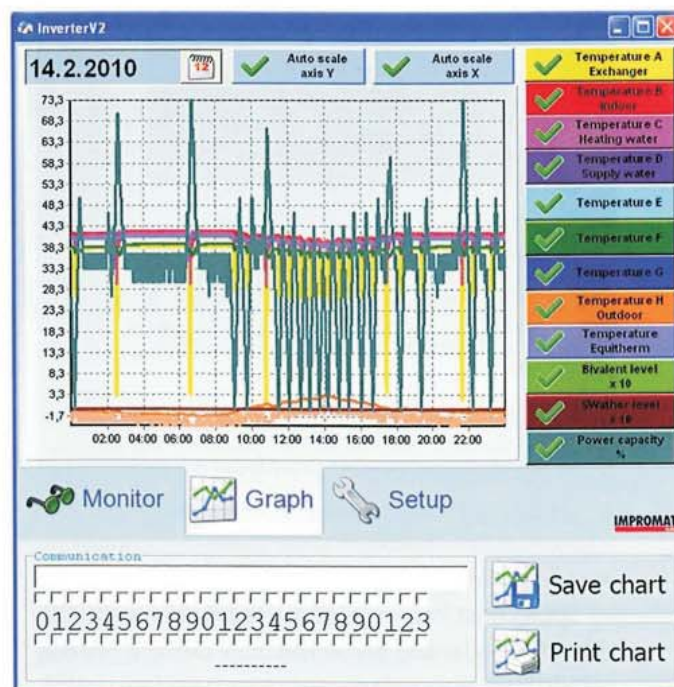 InverterV2
14.2.2010
12
Auto scale
axis Y
Auto scale
axis X
Temperature A
Exchanger
Temperature B
Indoor
Temperature C
Heating water
Temperature D
Supply water
Temperature E
Temperature F
Temperature G
Temperature H
Outdoor
Temperature
Equitherm
Bivalent level
x 10
SWather level
x 10
Power capacity
%
73,3
68,3
63,3
58,3
53,3
48,3
43,3
38,3
33,3
28,3
23,3
18,3
13,3
8,3
3,3
-1,7
02:00 04:00 06:00 08:00 10:00 12:00 14:00 16:00 18:00 20:00 22:00
Monitor
Graph
Setup
IMPROMAT
Communication
012345678901234567890123
----------
Save chart
Print chart